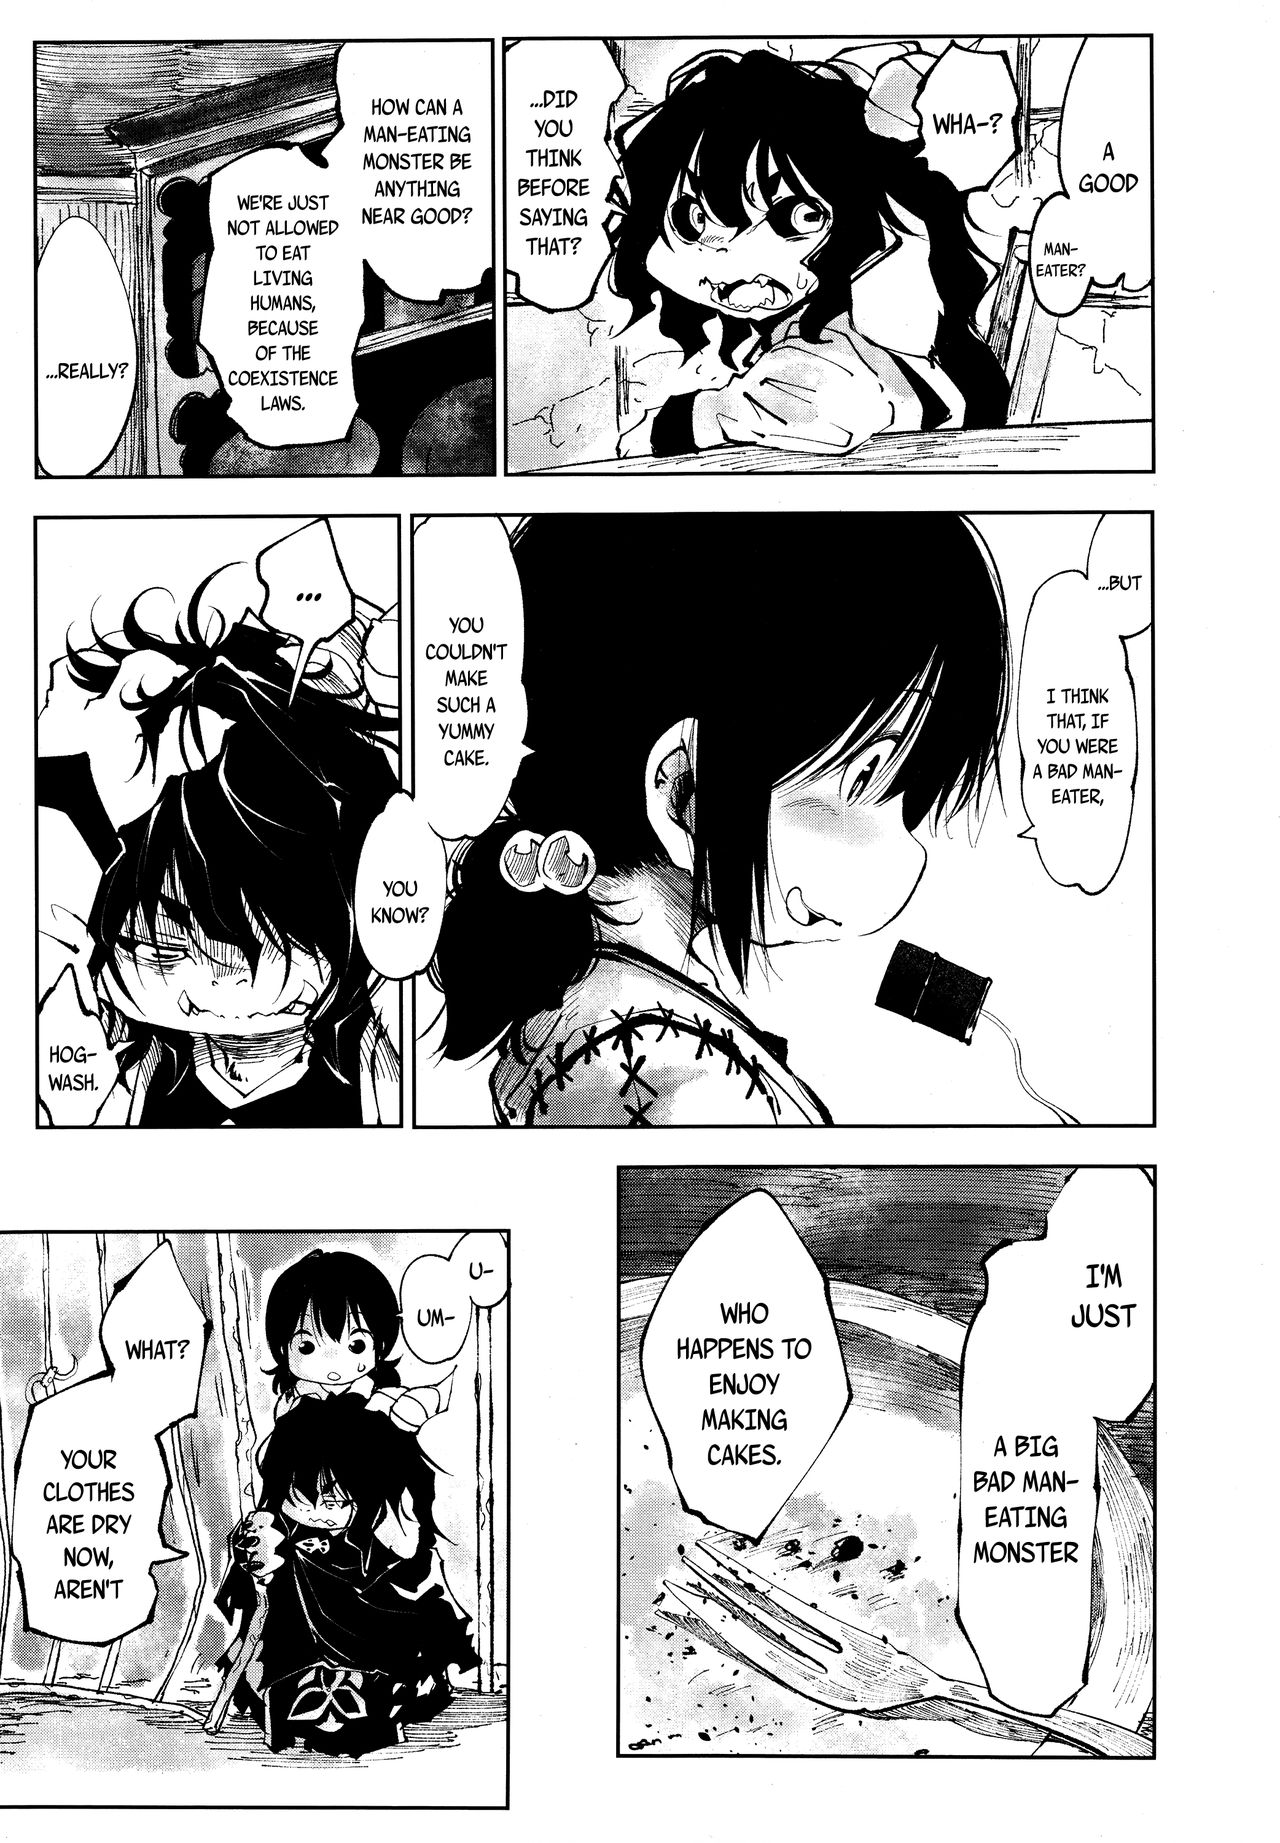 A
GOOD
MAN-
EATER?
WHA-?
...DID
YOU
THINK
BEFORE
SAYING
THAT?
HOW CAN A
MAN-EATING
MONSTER BE
ANYTHING
NEAR GOOD?
WE'RE JUST
NOT ALLOWED
TO EAT
LIVING
HUMANS,
BECAUSE
OF THE
COEXISTENCE
LAWS.
...REALLY?
...BUT
I THINK
THAT, IF
YOU WERE
A BAD MAN-
EATER,
YOU
COULDN'T
MAKE
SUCH A
YUMMY
CAKE.
YOU
KNOW?
...
HOG-
WASH.
I'M
JUST
A BIG
BAD MAN-
EATING
MONSTER
WHO
HAPPENS TO
ENJOY
MAKING
CAKES.
U-
UM-
WHAT?
YOUR
CLOTHES
ARE DRY
NOW,
AREN'T